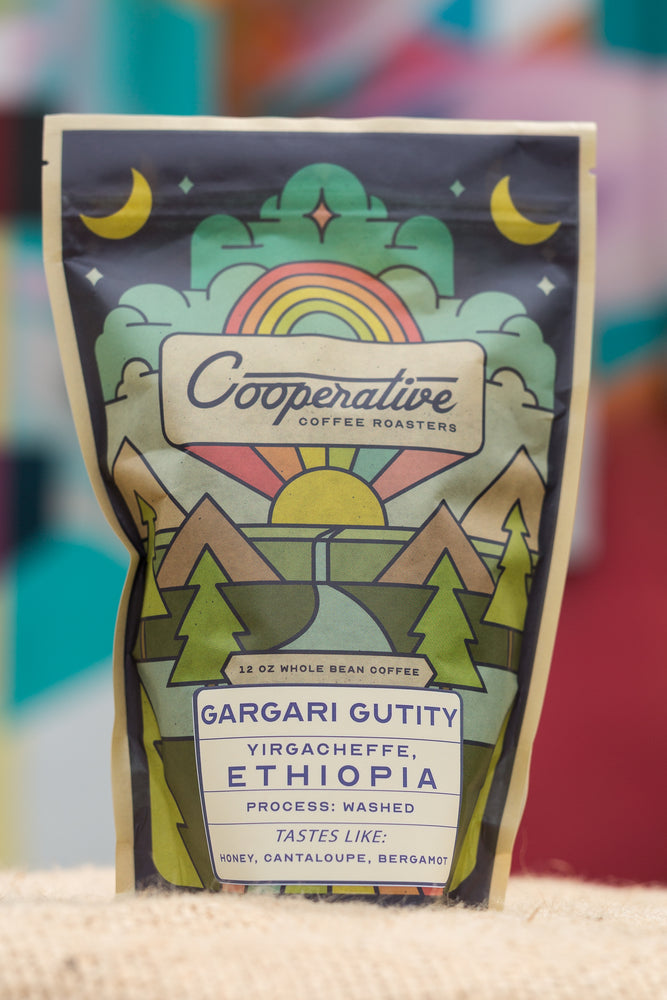 Cooperative
COFFEE ROASTERS
12 OZ WHOLE BEAN COFFEE
GARGARI GUTITY
YIRGACHEFFE,
ETHIOPIA
PROCESS: WASHED
TASTES LIKE:
HONEY, CANTALOUPE, BERGAMOT